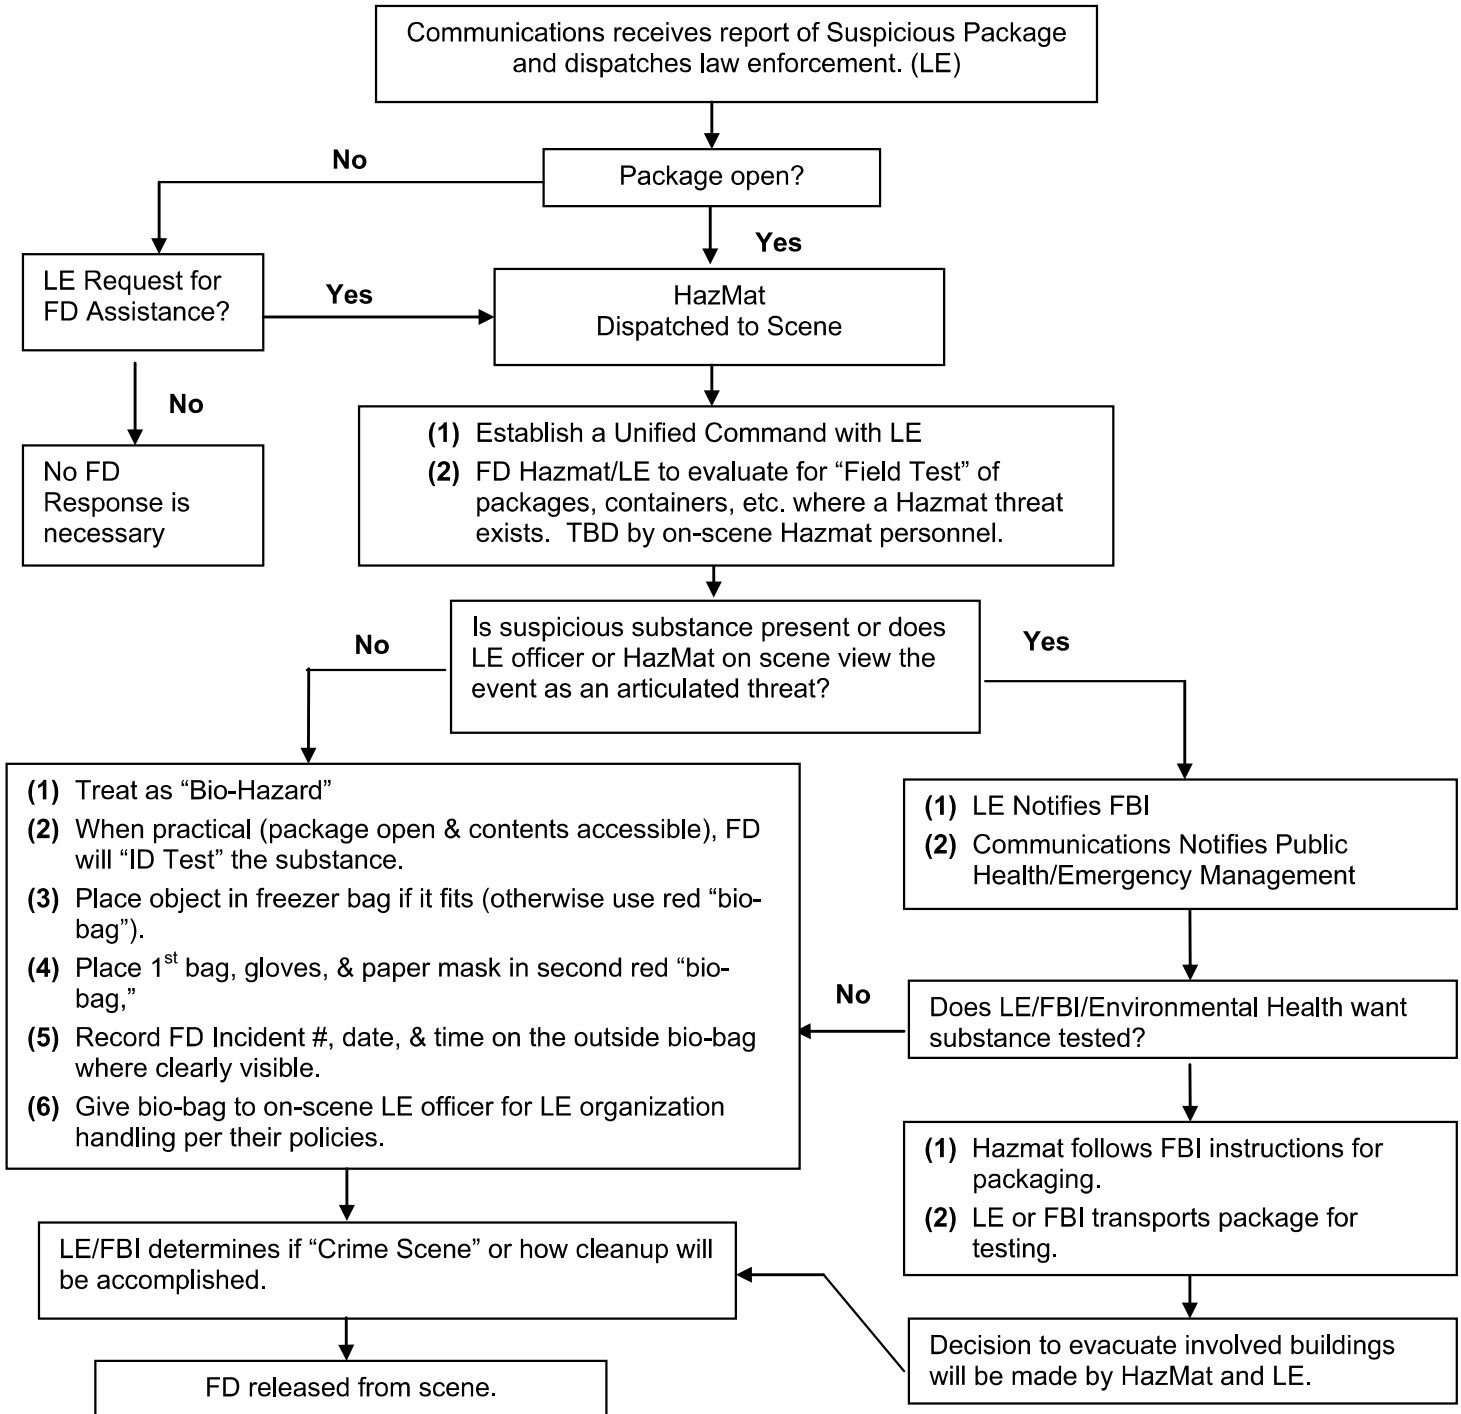 Communications receives report of Suspicious Package
and dispatches law enforcement. (LE)
No
Package open?
Yes
LE Request for
FD Assistance?
Yes
HazMat
Dispatched to Scene
No
No FD
Response is
necessary
(1) Establish a Unified Command with LE
(2) FD Hazmat/LE to evaluate for “Field Test” of
packages, containers, etc. where a Hazmat threat
exists.  TBD by on-scene Hazmat personnel.
No
Is suspicious substance present or does
LE officer or HazMat on scene view the
event as an articulated threat?
Yes
(1) Treat as “Bio-Hazard”
(2) When practical (package open & contents accessible), FD
will “ID Test” the substance.
(3) Place object in freezer bag if it fits (otherwise use red “bio-
bag”).
(4) Place 1st bag, gloves, & paper mask in second red “bio-
bag,”
(5) Record FD Incident #, date, & time on the outside bio-bag
where clearly visible.
(6) Give bio-bag to on-scene LE officer for LE organization
handling per their policies.
(1) LE Notifies FBI
(2) Communications Notifies Public
Health/Emergency Management
No
Does LE/FBI/Environmental Health want
substance tested?
(1) Hazmat follows FBI instructions for
packaging.
(2) LE or FBI transports package for
testing.
LE/FBI determines if “Crime Scene” or how cleanup will
be accomplished.
Decision to evacuate involved buildings
will be made by HazMat and LE.
FD released from scene.